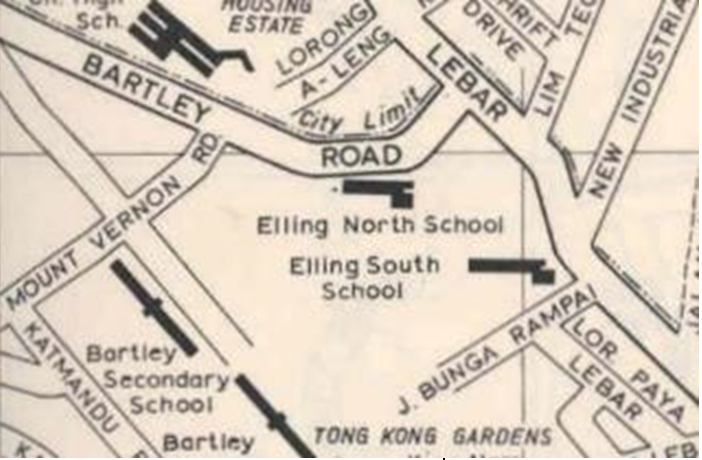 Sch.
HOUSING
ESTATE
LORONG
A-LENG
DRIVE
LIM
NEW INDUSTRIA
BARTLEY
ROAD
City Limit
LEBAR
MOUNT VERNON RD
Elling North School
Elling South
School
J. BUNGA RAMPAI
LOR PAYA
LEBAR
KATMANDU
Bartley
Secondary
School
Bartley
TONG KONG GARDENS